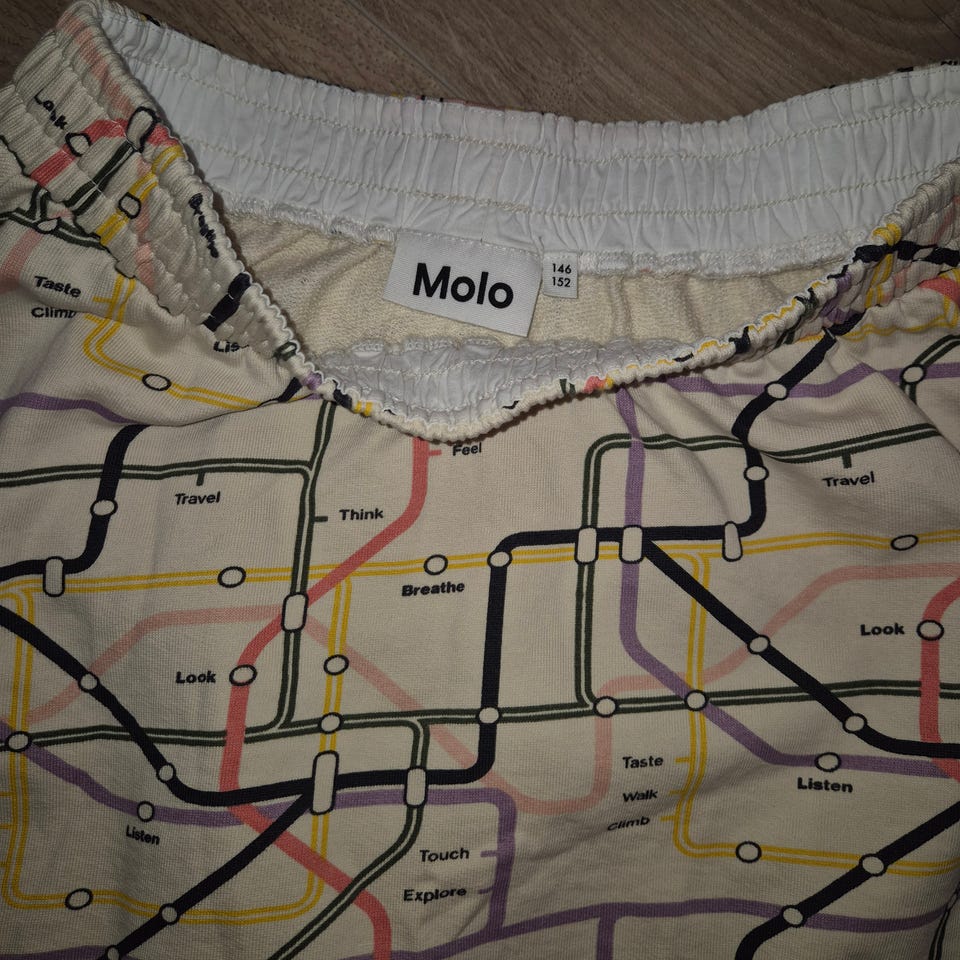 Look
Breathe
Molo
146
152
Taste
Climb
Lis
Feel
Travel
Travel
Think
Breathe
Look
Look
Taste
Walk
Climb
Listen
Listen
Touch
Explore